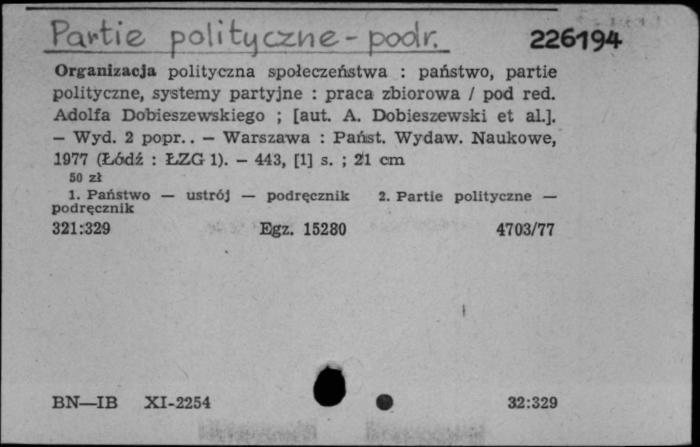 Partie polityczne - podr. 226194
Organizacja polityczna społeczeństwa : państwo, partie
polityczne, systemy partyjne : praca zbiorowa / pod red.
Adolfa Dobieszewskiego ; [aut. A. Dobieszewski et al.].
— Wyd. 2 popr.. — Warszawa : Państ. Wydaw. Naukowe,
1977 (Łódź : ŁZG 1). — 443, [1] s. ; 21 cm
50 zł
1. Państwo — ustrój — podręcznik 2. Partie polityczne —
podręcznik
321:329 Egz. 15280 4703/77
BN—IB XI-2254 32:329